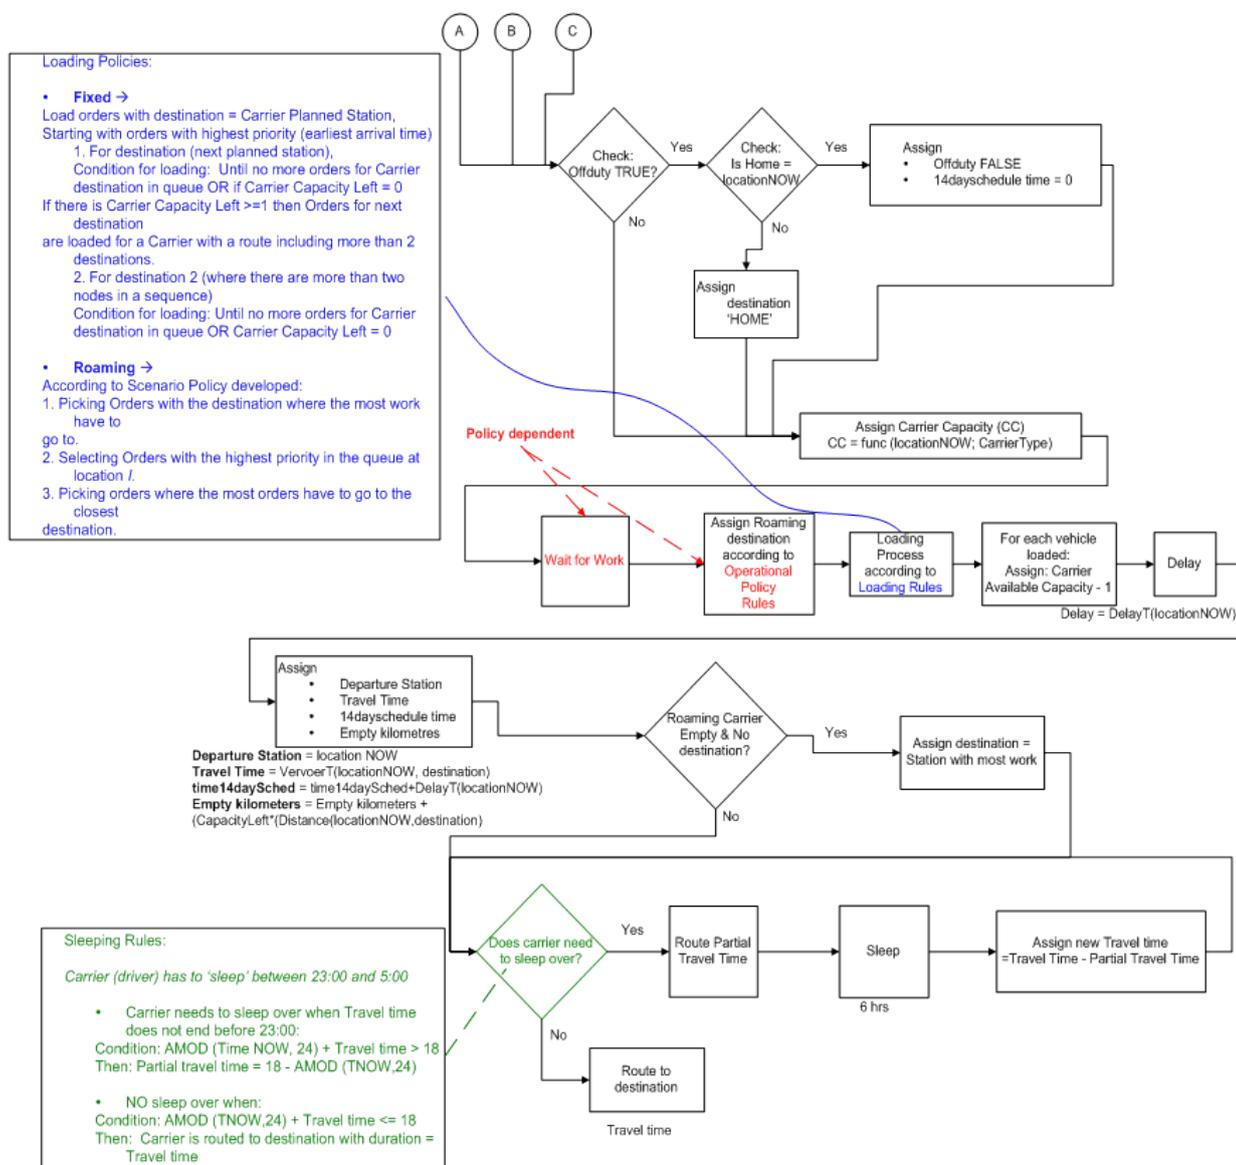 A
B
C
Loading Policies:
• Fixed →
Load orders with destination = Carrier Planned Station,
Starting with orders with highest priority (earliest arrival time)
1. For destination (next planned station),
Condition for loading: Until no more orders for Carrier
destination in queue OR if Carrier Capacity Left = 0
If there is Carrier Capacity Left >=1 then Orders for next
destination
are loaded for a Carrier with a route including more than 2
destinations.
2. For destination 2 (where there are more than two
nodes in a sequence)
Condition for loading: Until no more orders for Carrier
destination in queue OR Carrier Capacity Left = 0
• Roaming →
According to Scenario Policy developed:
1. Picking Orders with the destination where the most work
have to
go to.
2. Selecting Orders with the highest priority in the queue at
location I.
3. Picking orders where the most orders have to go to the
closest
destination.
Check:
Offduty TRUE?
Yes
No
Check:
Is Home =
locationNOW
Yes
No
Assign
• Offduty FALSE
• 14dayschedule time = 0
Assign
destination
'HOME'
Assign Carrier Capacity (CC)
CC = func (locationNOW; CarrierType)
Policy dependent
Wait for Work
Assign Roaming
destination
according to
Operational
Policy
Rules
Loading
Process
according to
Loading Rules
For each vehicle
loaded:
Assign: Carrier
Available Capacity - 1
Delay
Delay = DelayT(locationNOW)
Assign
• Departure Station
• Travel Time
• 14dayschedule time
• Empty kilometres
Departure Station = location NOW
Travel Time = VervoerT(locationNOW, destination)
time14daySched = time14daySched+DelayT(locationNOW)
Empty kilometers = Empty kilometers +
(CapacityLeft*(Distance(locationNOW,destination)
Roaming Carrier
Empty & No
destination?
Yes
No
Assign destination =
Station with most work
Does carrier need
to sleep over?
Yes
No
Route Partial
Travel Time
Sleep
6 hrs
Assign new Travel time
=Travel Time - Partial Travel Time
Route to
destination
Travel time
Sleeping Rules:
Carrier (driver) has to 'sleep' between 23:00 and 5:00
• Carrier needs to sleep over when Travel time
does not end before 23:00:
Condition: AMOD (Time NOW, 24) + Travel time > 18
Then: Partial travel time = 18 - AMOD (TNOW,24)
• NO sleep over when:
Condition: AMOD (TNOW,24) + Travel time <= 18
Then: Carrier is routed to destination with duration =
Travel time